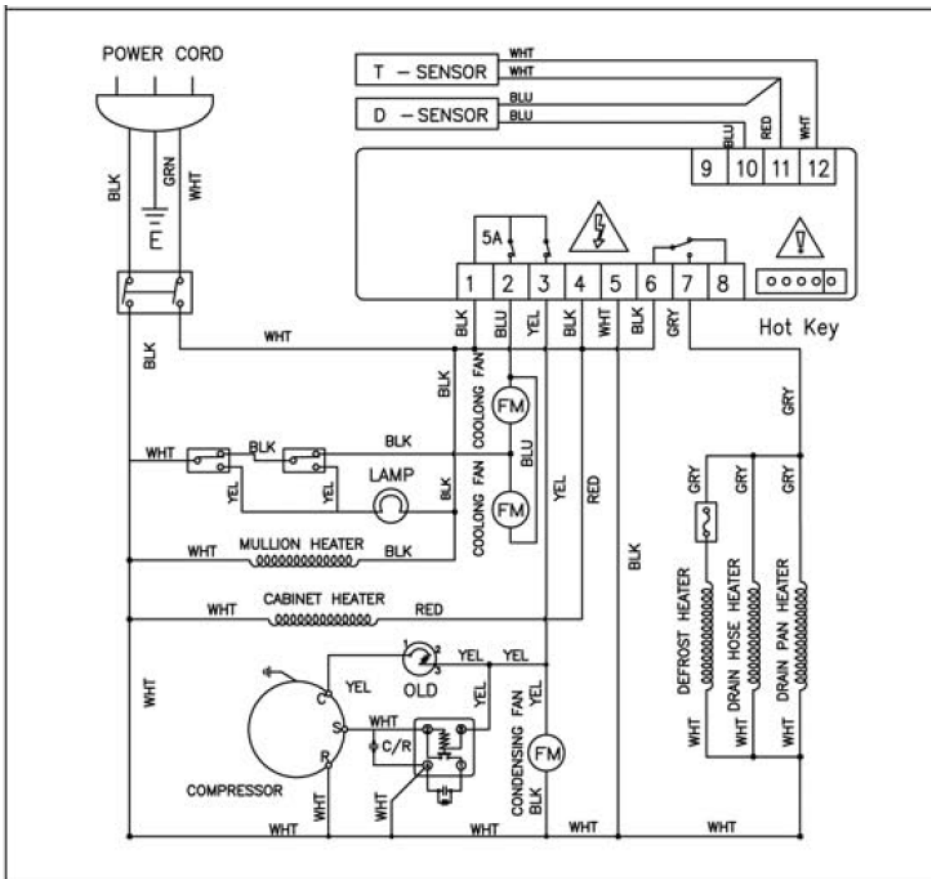 POWER CORD
BLK
GRN
WHT
E
T - SENSOR
WHT
WHT
D - SENSOR
BLU
BLU
BLU
RED
WHT
9 10 11 12
5A
1 2 3 4 5 6 7 8
Hot Key
BLK
BLU
YEL
BLK
WHT
BLK
GRY
WHT
BLK
BLK
COOLONG FAN
FM
BLU
GRY
WHT
BLK
BLK
YEL
YEL
LAMP
BLK
COOLONG FAN
FM
YEL
RED
BLK
GRY
GRY
GRY
MULLION HEATER
WHT
BLK
CABINET HEATER
WHT
RED
DEFROST HEATER
DRAIN HOSE HEATER
DRAIN PAN HEATER
WHT
WHT
WHT
1
2
3
OLD
YEL
YEL
YEL
YEL
YEL
WHT
C
S
R
WHT
C/R
COMPRESSOR
CONDENSING FAN
FM
BLK
WHT
WHT
WHT
WHT
WHT
WHT